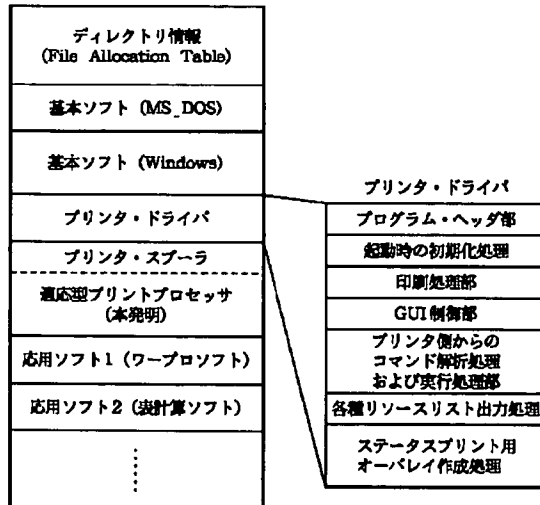 ディレクトリ情報
(File Allocation Table)
基本ソフト (MS_DOS)
基本ソフト (Windows)
プリンタ・ドライバ
プリンタ・スプーラ
適応型プリントプロセッサ
(本発明)
応用ソフト1 (ワープロソフト)
応用ソフト2 (表計算ソフト)
プリンタ・ドライバ
プログラム・ヘッダ部
起動時の初期化処理
印刷処理部
GUI制御部
プリンタ側からの
コマンド解析処理
および実行処理部
各種リソースリスト出力処理
ステータスプリント用
オーバレイ作成処理